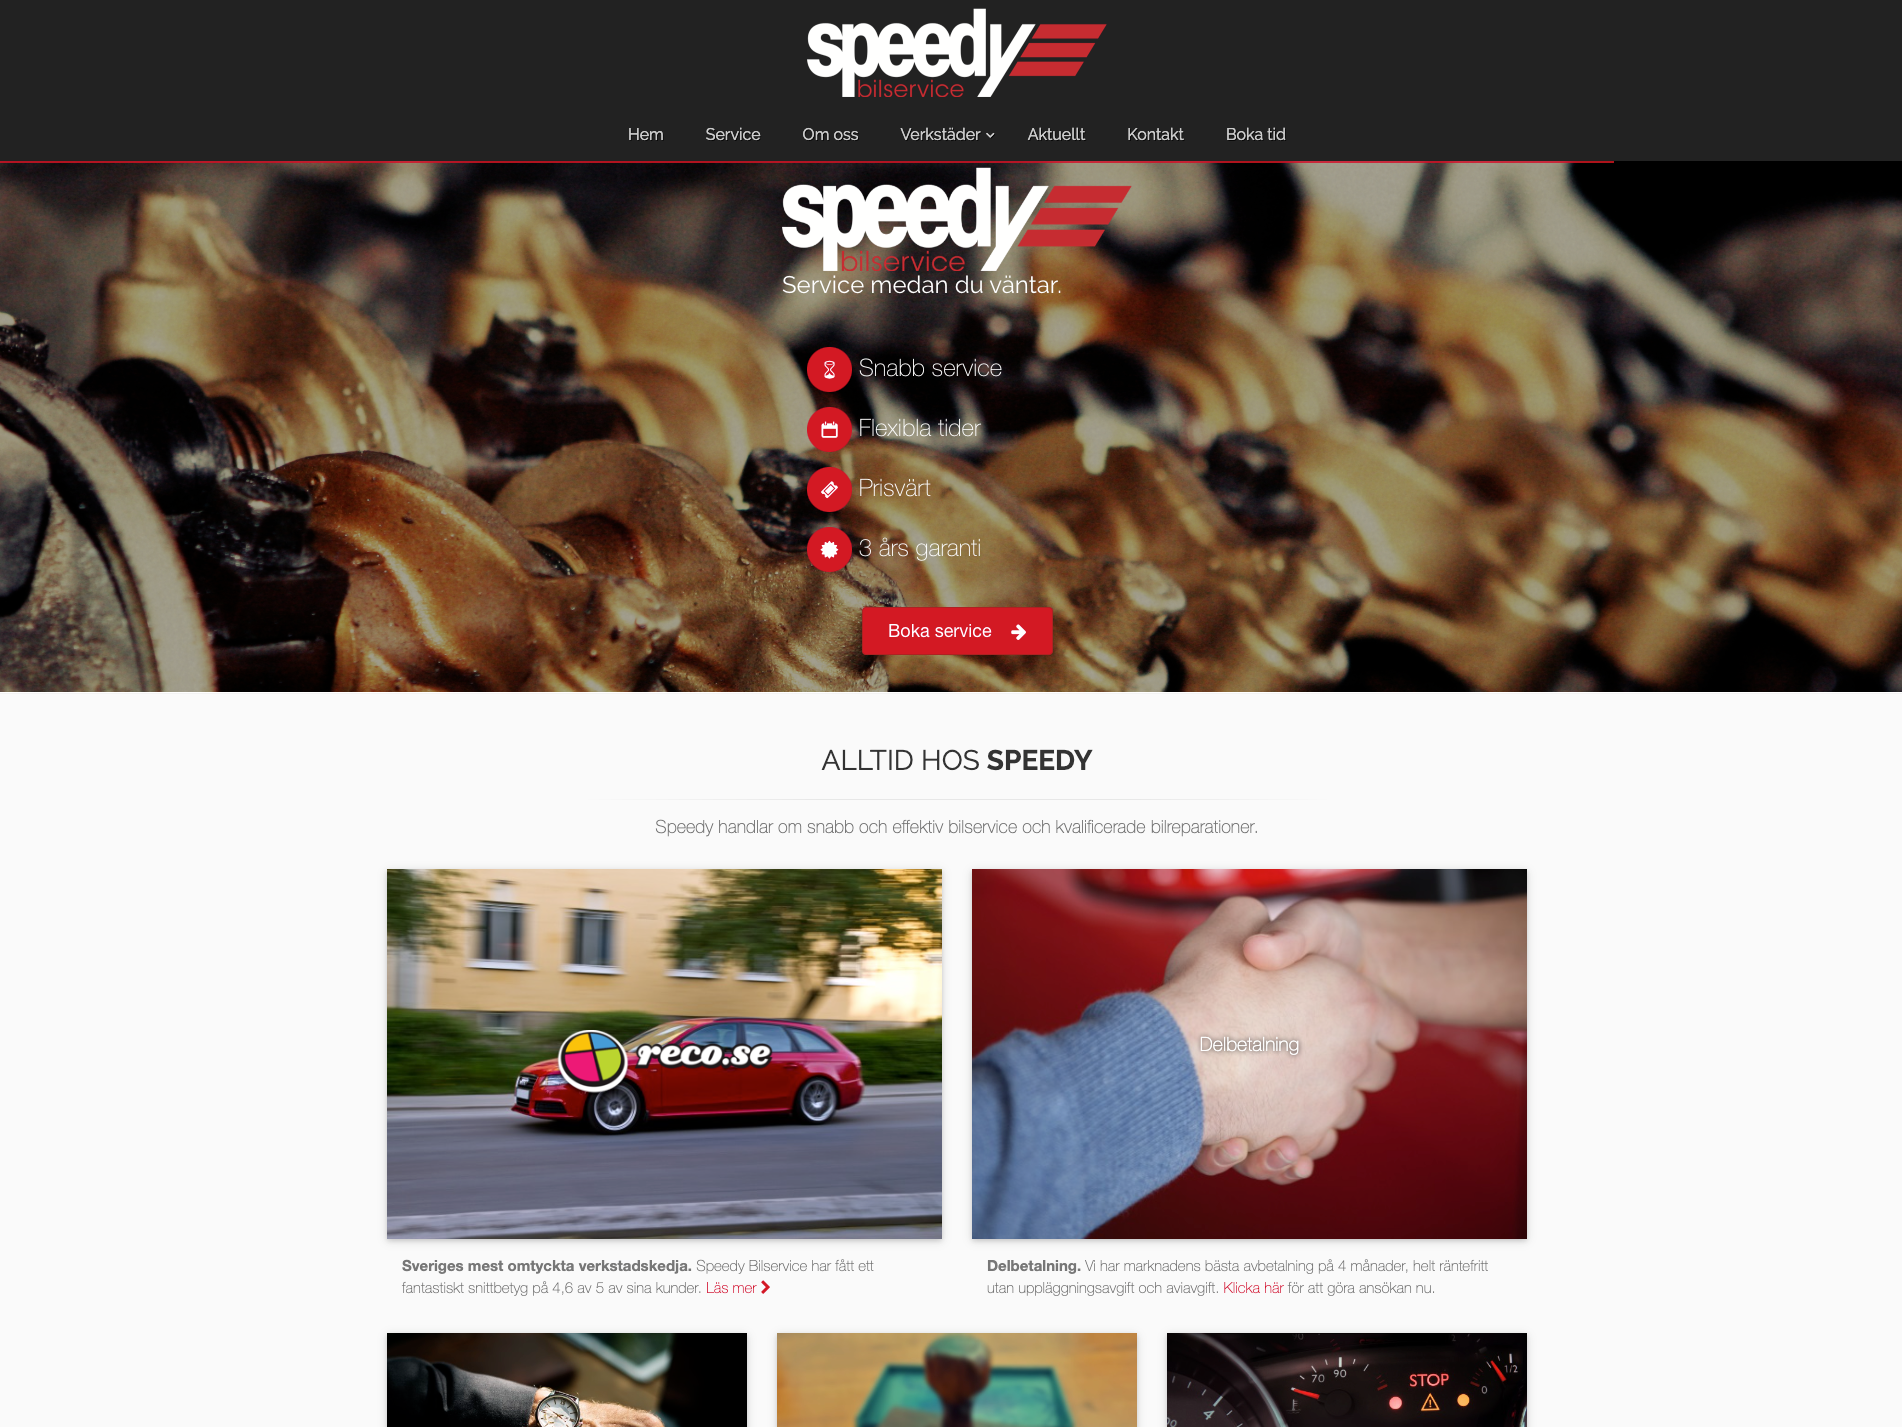 speedy
bilservice
Hem Service Om oss Verkstäder Aktuellt Kontakt Boka tid
speedy
bilservice
Service medan du väntar.
Snabb service
Flexibla tider
Prisvärt
3 års garanti
Boka service
ALLTID HOS SPEEDY
Speedy handlar om snabb och effektiv bilservice och kvalificerade bilreparationer.
reco.se
Delbetalning
Sveriges mest omtyckta verkstadskedja. Speedy Bilservice har fått ett
fantastiskt snittbetyg på 4,6 av 5 av sina kunder. Läs mer
Delbetalning. Vi har marknadens bästa avbetalning på 4 månader, helt räntefritt
utan uppläggningsavgift och aviavgift. Klicka här för att göra ansökan nu.
70 90 STOP 1/2
4 0